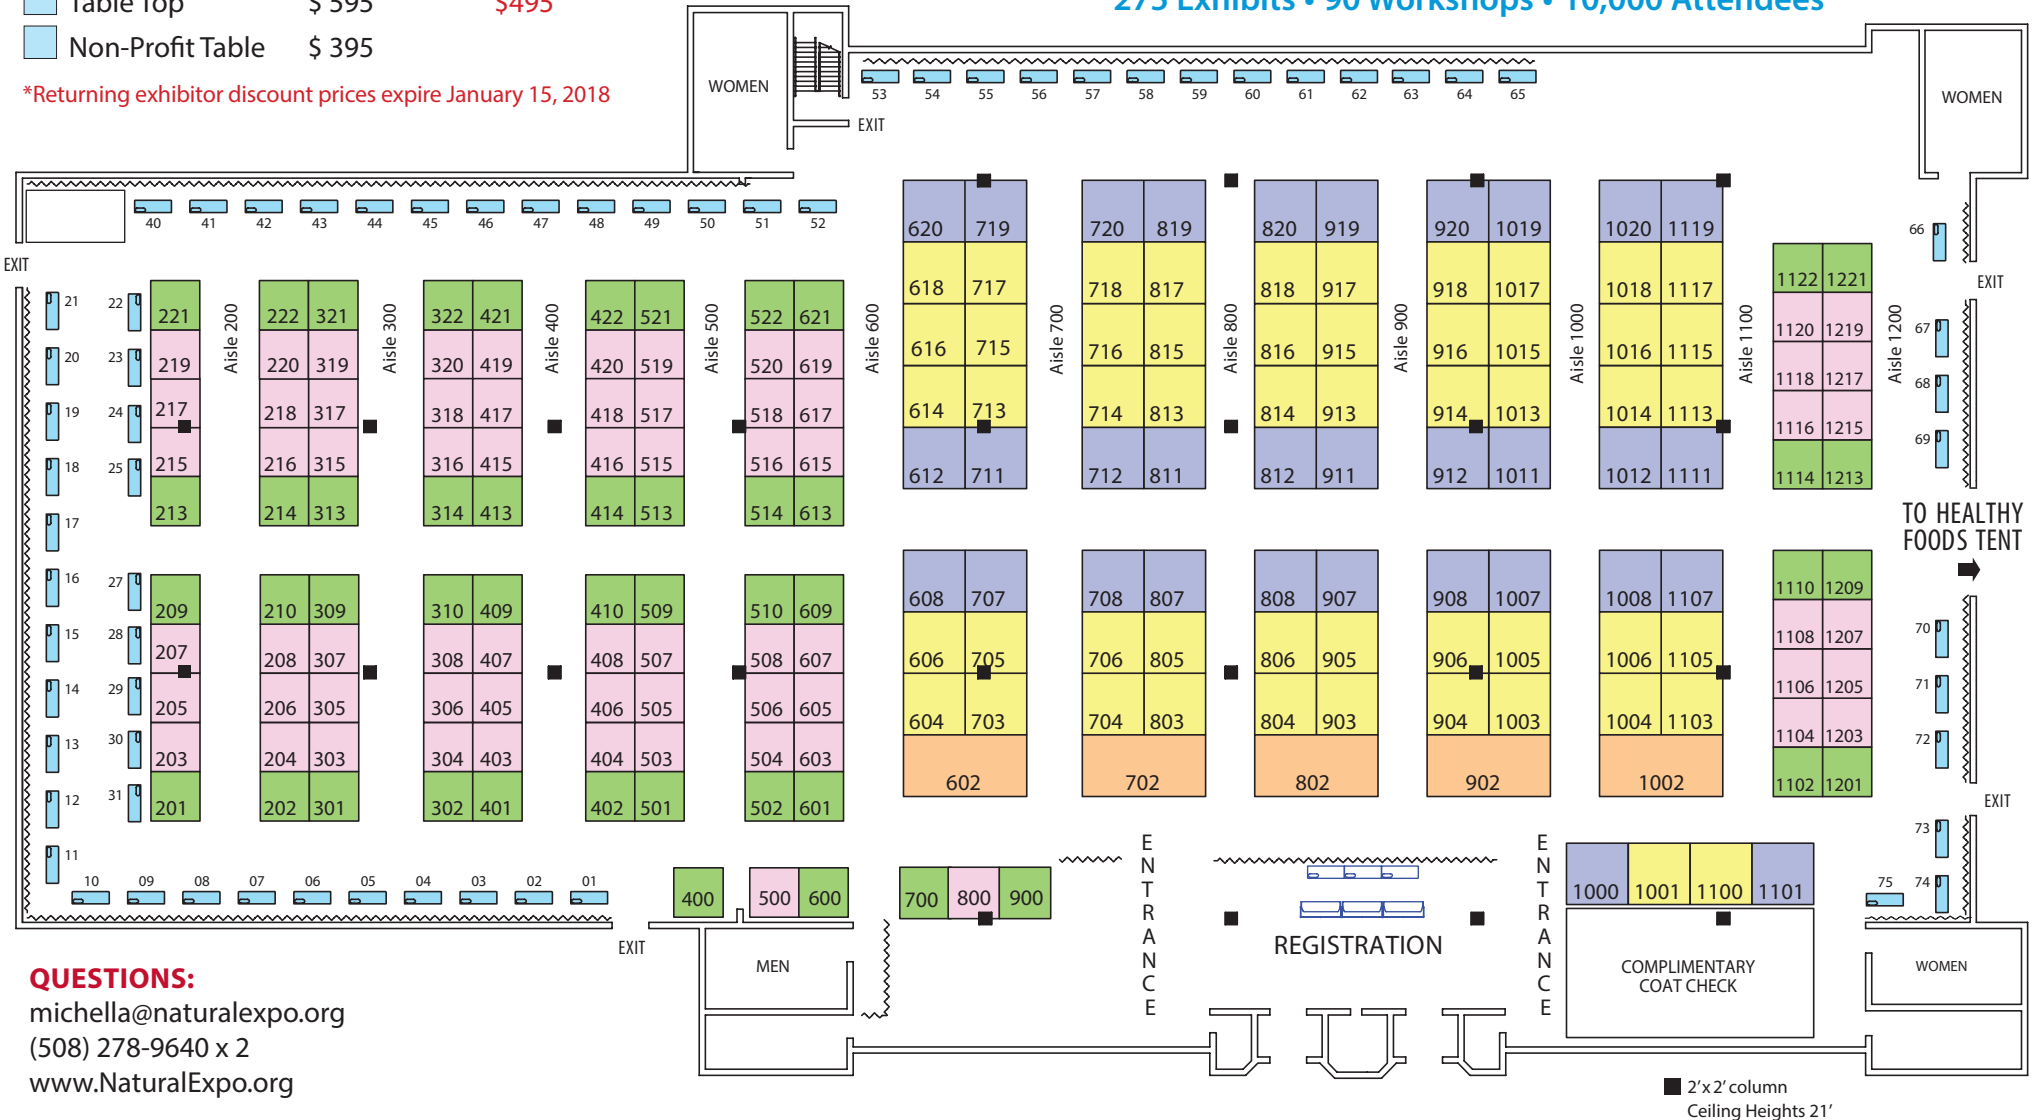 Table Top $ 595 $495
275 Exhibits • 90 Workshops • 10,000 Attendees
Non-Profit Table $ 395
*Returning exhibitor discount prices expire January 15, 2018
WOMEN
WOMEN
53 54 55 56 57 58 59 60 61 62 63 64 65
EXIT
40 41 42 43 44 45 46 47 48 49 50 51 52
EXIT
66
EXIT
620 719 720 819 820 919 920 1019 1020 1119
618 717 718 817 818 917 918 1017 1018 1117
616 715 716 815 816 915 916 1015 1016 1115
614 713 714 813 814 913 914 1013 1014 1113
612 711 712 811 812 911 912 1011 1012 1111
1122 1221
1120 1219
1118 1217
1116 1215
1114 1213
Aisle 200
Aisle 300
Aisle 400
Aisle 500
Aisle 600
Aisle 700
Aisle 800
Aisle 900
Aisle 1000
Aisle 1100
Aisle 1200
21 22
20 23
19 24
18 25
17
16 27
15 28
14 29
13 30
12 31
11
221 222 321 322 421 422 521 522 621
219 220 319 320 419 420 519 520 619
217 218 317 318 417 418 517 518 617
215 216 315 316 415 416 515 516 615
213 214 313 314 413 414 513 514 613
67
68
69
TO HEALTHY
FOODS TENT
209 210 309 310 409 410 509 510 609
207 208 307 308 407 408 507 508 607
205 206 305 306 405 406 505 506 605
203 204 303 304 403 404 503 504 603
201 202 301 302 401 402 501 502 601
608 707 708 807 808 907 908 1007 1008 1107
606 705 706 805 806 905 906 1005 1006 1105
604 703 704 803 804 903 904 1003 1004 1103
602 702 802 902 1002
1110 1209
1108 1207
1106 1205
1104 1203
1102 1201
70
71
72
EXIT
73
74
75
10 09 08 07 06 05 04 03 02 01
400 500 600 700 800 900
ENTRANCE
ENTRANCE
1000 1001 1100 1101
EXIT
MEN
REGISTRATION
COMPLIMENTARY
COAT CHECK
WOMEN
QUESTIONS:
michella@naturalexpo.org
(508) 278-9640 x 2
www.NaturalExpo.org
2'x 2' column
Ceiling Heights 21'